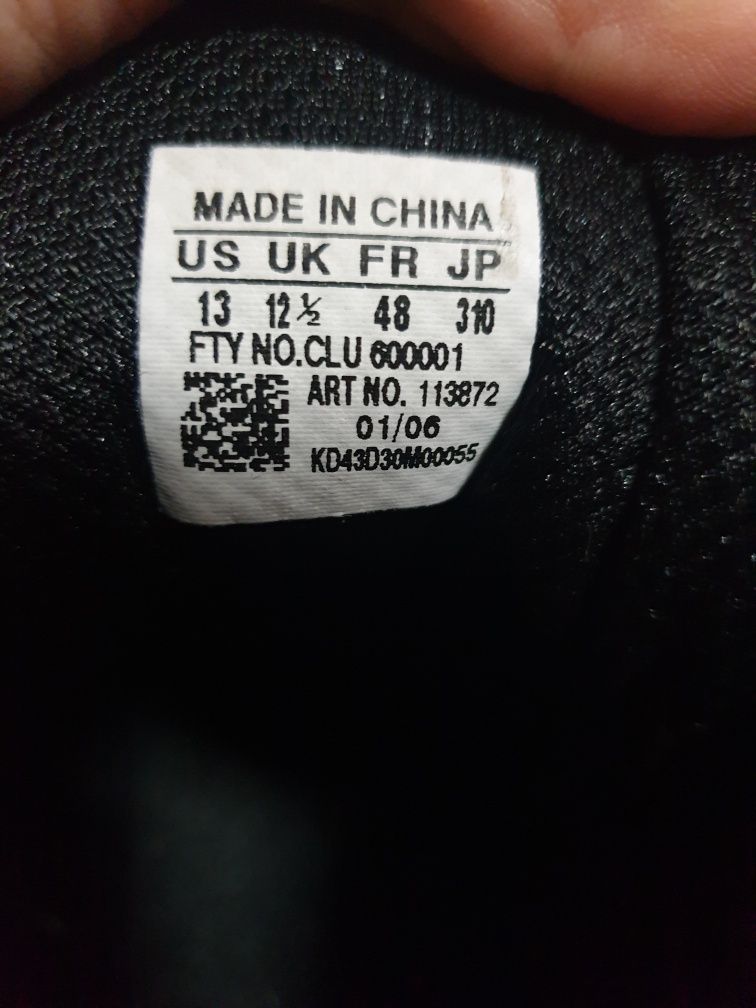 MADE IN CHINA
US UK FR JP
13 12½ 48 310
FTY NO.CLU 600001
ART NO. 113872
01/06
KD43D30M00055